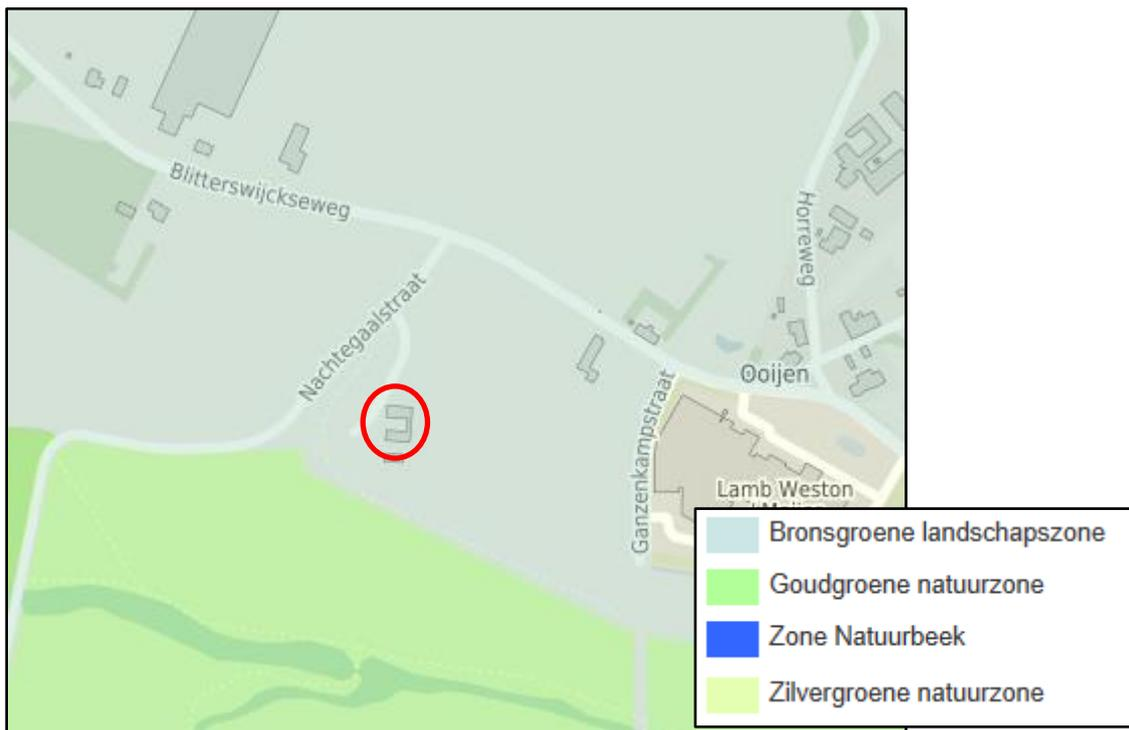 Blitterswijckseweg
Horreweg
Nachtegaalstraat
Ooijen
Ganzenkampstraat
Lamb Weston
Bronsgroene landschapszone
Goudgroene natuurzone
Zone Natuurbeek
Zilvergroene natuurzone